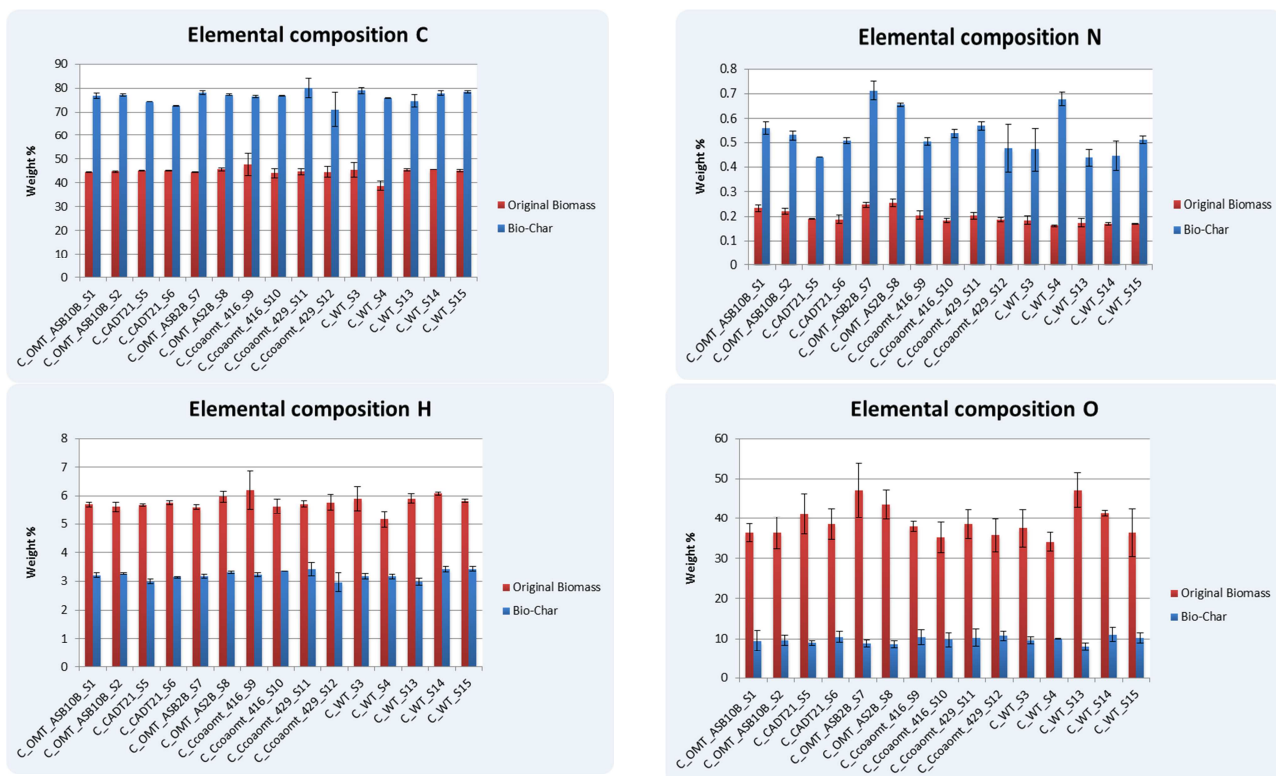 Elemental composition C
90
80
70
60
50
40
30
20
10
0
Weight %
Original Biomass
Bio-Char
C_OMT_ASB10B_S1
C_OMT_ASB10B_S2
C_CADT21_S5
C_CADT21_S6
C_OMT_ASB2B_S7
C_OMT_AS2B_S8
C_Ccoaomt_416_S9
C_Ccoaomt_416_S10
C_Ccoaomt_429_S11
C_Ccoaomt_429_S12
C_WT_S3
C_WT_S4
C_WT_S13
C_WT_S14
C_WT_S15
Elemental composition N
0.8
0.7
0.6
0.5
0.4
0.3
0.2
0.1
0
Weight %
Original Biomass
Bio-Char
C_OMT_ASB10B_S1
C_OMT_ASB10B_S2
C_CADT21_S5
C_CADT21_S6
C_OMT_ASB2B_S7
C_OMT_AS2B_S8
C_Ccoaomt_416_S9
C_Ccoaomt_416_S10
C_Ccoaomt_429_S11
C_Ccoaomt_429_S12
C_WT_S3
C_WT_S4
C_WT_S13
C_WT_S14
C_WT_S15
Elemental composition H
8
7
6
5
4
3
2
1
0
Weight %
Original Biomass
Bio-Char
C_OMT_ASB10B_S1
C_OMT_ASB10B_S2
C_CADT21_S5
C_CADT21_S6
C_OMT_ASB2B_S7
C_OMT_AS2B_S8
C_Ccoaomt_416_S9
C_Ccoaomt_416_S10
C_Ccoaomt_429_S11
C_Ccoaomt_429_S12
C_WT_S3
C_WT_S4
C_WT_S13
C_WT_S14
C_WT_S15
Elemental composition O
60
50
40
30
20
10
0
Weight %
Original Biomass
Bio-Char
C_OMT_ASB10B_S1
C_OMT_ASB10B_S2
C_CADT21_S5
C_CADT21_S6
C_OMT_ASB2B_S7
C_OMT_AS2B_S8
C_Ccoaomt_416_S9
C_Ccoaomt_416_S10
C_Ccoaomt_429_S11
C_Ccoaomt_429_S12
C_WT_S3
C_WT_S4
C_WT_S13
C_WT_S14
C_WT_S15